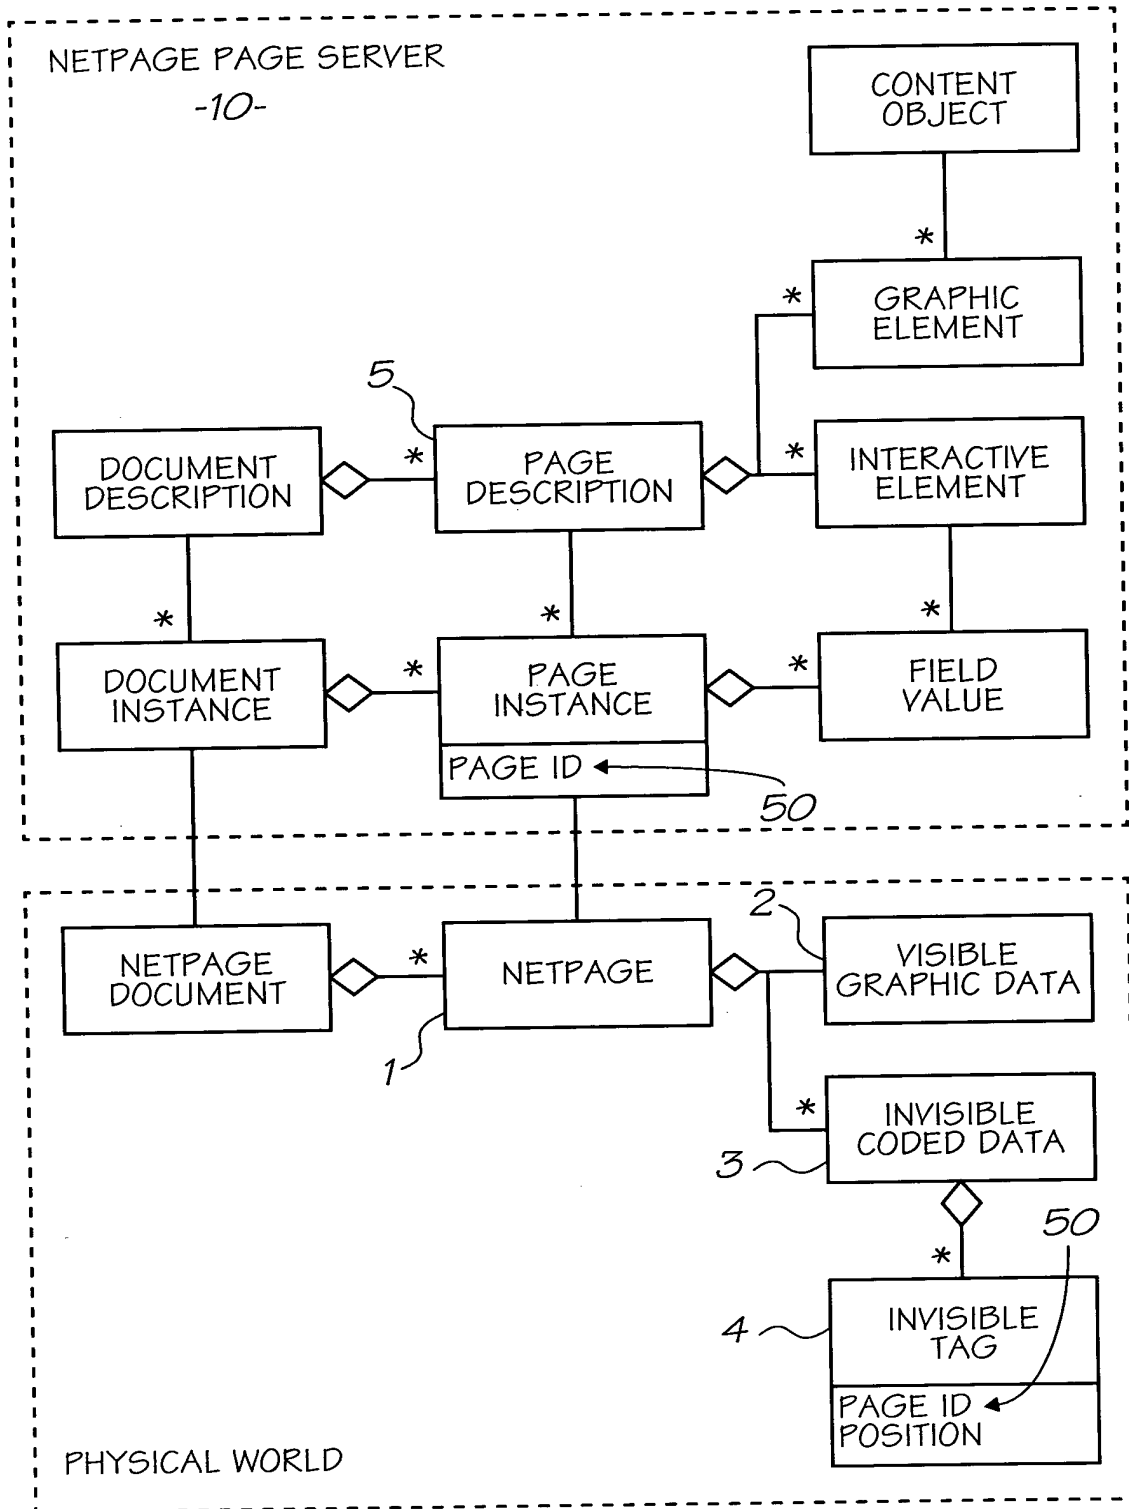 NETPAGE PAGE SERVER
-10-
CONTENT
OBJECT
*
*
GRAPHIC
ELEMENT
5
DOCUMENT
DESCRIPTION
*
PAGE
DESCRIPTION
*
INTERACTIVE
ELEMENT
*
*
*
DOCUMENT
INSTANCE
*
PAGE
INSTANCE
*
FIELD
VALUE
PAGE ID
50
NETPAGE
DOCUMENT
*
NETPAGE
1
2
VISIBLE
GRAPHIC DATA
*
INVISIBLE
CODED DATA
3
50
*
4
INVISIBLE
TAG
PAGE ID
POSITION
PHYSICAL WORLD